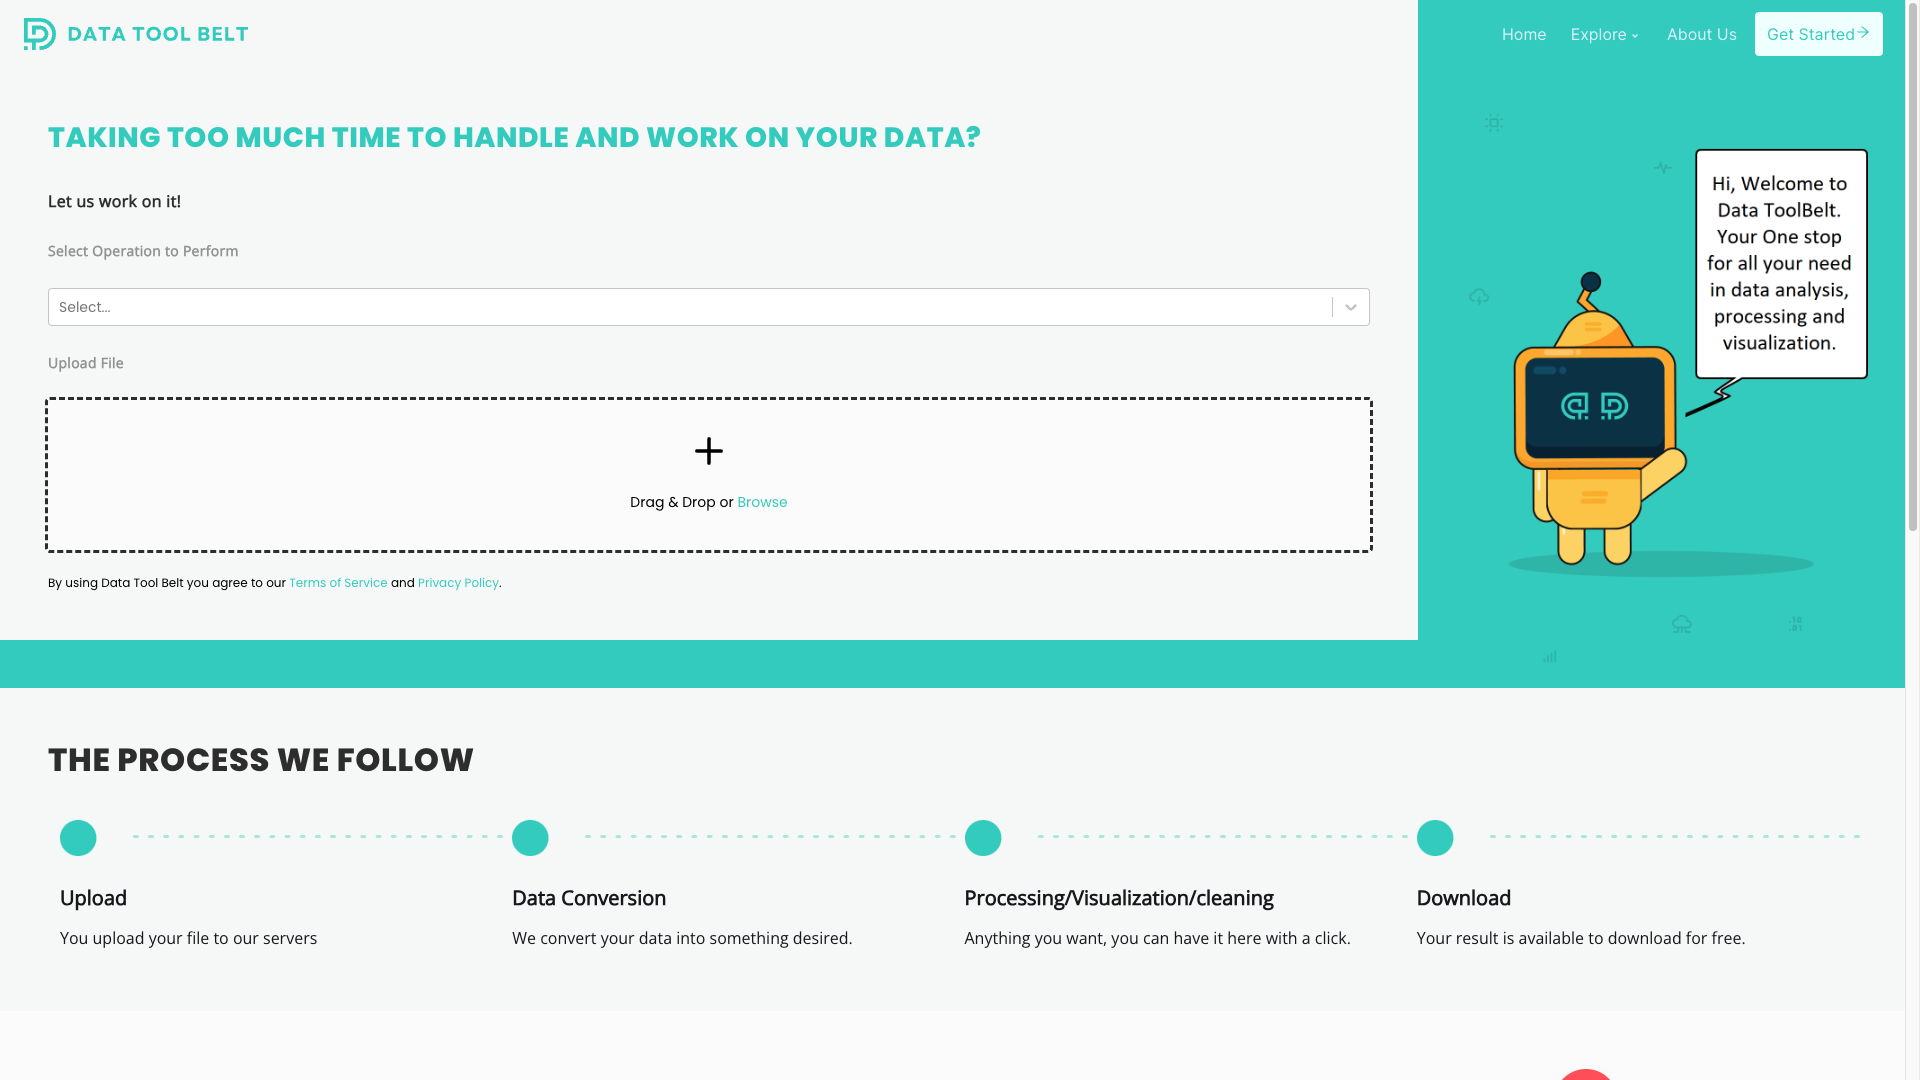 DATA TOOL BELT
Home
Explore
About Us
Get Started
TAKING TOO MUCH TIME TO HANDLE AND WORK ON YOUR DATA?
Let us work on it!
Select Operation to Perform
Select...
Upload File
Drag & Drop or Browse
By using Data Tool Belt you agree to our Terms of Service and Privacy Policy.
Hi, Welcome to
Data ToolBelt.
Your One stop
for all your need
in data analysis,
processing and
visualization.
THE PROCESS WE FOLLOW
Upload
You upload your file to our servers
Data Conversion
We convert your data into something desired.
Processing/Visualization/cleaning
Anything you want, you can have it here with a click.
Download
Your result is available to download for free.